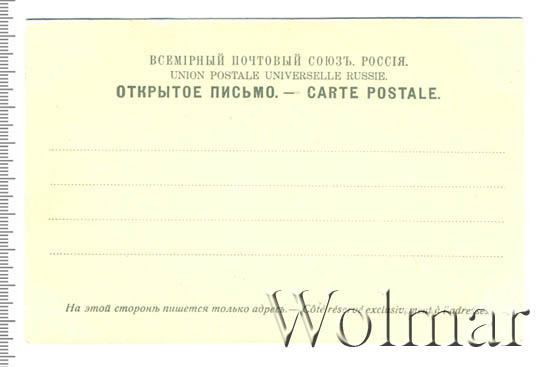 ВСЕМІРНЫЙ ПОЧТОВЫЙ СОЮЗЪ. РОССІЯ.
UNION POSTALE UNIVERSELLE RUSSIE.
ОТКРЫТОЕ ПИСЬМО. — CARTE POSTALE.
На этой сторонѣ пишется только адресъ. — Côté réservé exclusivement à l'adresse.
Wolmar